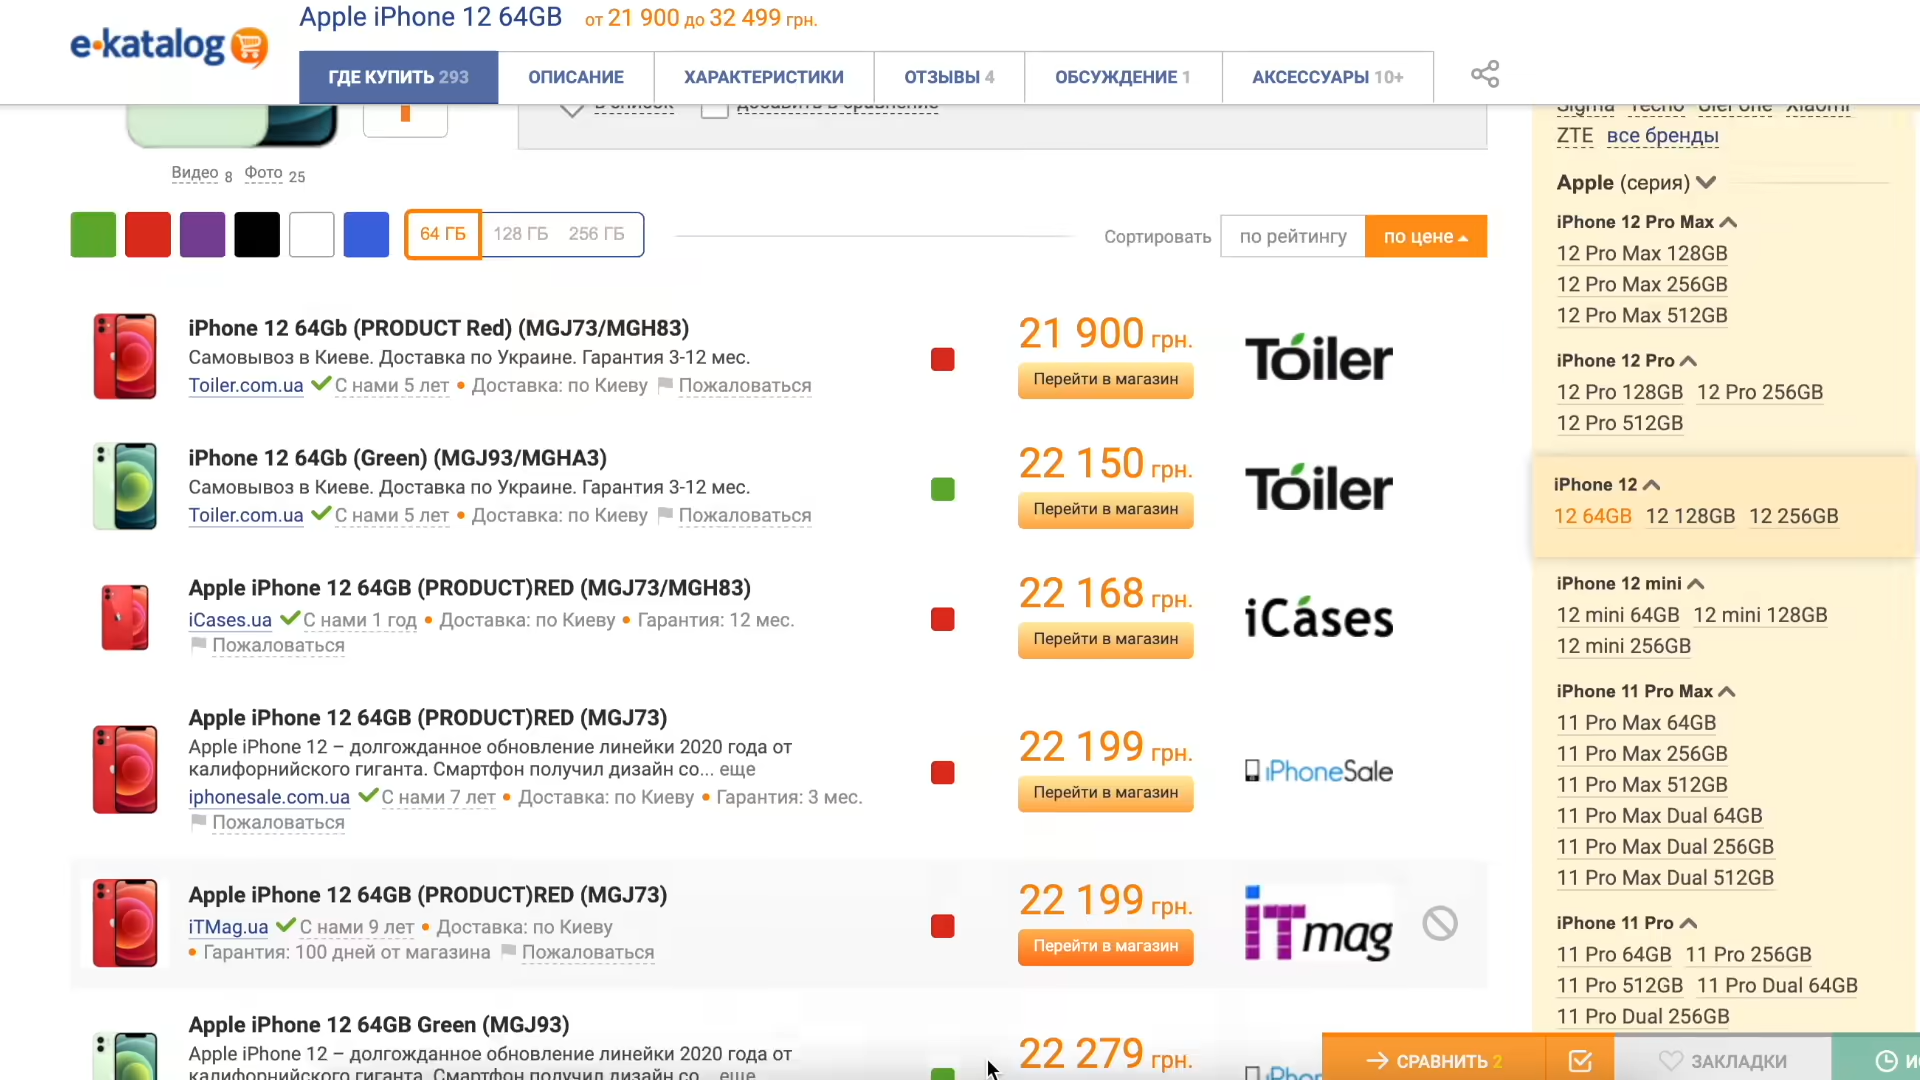 e·katalog
Apple iPhone 12 64GB от 21 900 до 32 499 грн.
ГДЕ КУПИТЬ 293 ОПИСАНИЕ ХАРАКТЕРИСТИКИ ОТЗЫВЫ 4 ОБСУЖДЕНИЕ 1 АКСЕССУАРЫ 10+
в список добавить в сравнение
Видео 8 Фото 25
64 ГБ 128 ГБ 256 ГБ
Сортировать по рейтингу по цене
iPhone 12 64Gb (PRODUCT Red) (MGJ73/MGH83)
Самовывоз в Киеве. Доставка по Украине. Гарантия 3-12 мес.
Toiler.com.ua С нами 5 лет • Доставка: по Киеву Пожаловаться
21 900 грн.
Перейти в магазин
Toiler
iPhone 12 64Gb (Green) (MGJ93/MGHA3)
Самовывоз в Киеве. Доставка по Украине. Гарантия 3-12 мес.
Toiler.com.ua С нами 5 лет • Доставка: по Киеву Пожаловаться
22 150 грн.
Перейти в магазин
Toiler
Apple iPhone 12 64GB (PRODUCT)RED (MGJ73/MGH83)
iCases.ua С нами 1 год • Доставка: по Киеву • Гарантия: 12 мес.
Пожаловаться
22 168 грн.
Перейти в магазин
iCases
Apple iPhone 12 64GB (PRODUCT)RED (MGJ73)
Apple iPhone 12 – долгожданное обновление линейки 2020 года от
калифорнийского гиганта. Смартфон получил дизайн со... еще
iphonesale.com.ua С нами 7 лет • Доставка: по Киеву • Гарантия: 3 мес.
Пожаловаться
22 199 грн.
Перейти в магазин
iPhoneSale
Apple iPhone 12 64GB (PRODUCT)RED (MGJ73)
iTMag.ua С нами 9 лет • Доставка: по Киеву
• Гарантия: 100 дней от магазина Пожаловаться
22 199 грн.
Перейти в магазин
iTmag
Apple iPhone 12 64GB Green (MGJ93)
Apple iPhone 12 – долгожданное обновление линейки 2020 года от
калифорнийского гиганта. Смартфон получил дизайн со... еще
22 279 грн.
Sigma Tecno Ulefone Xiaomi
ZTE все бренды
Apple (серия)
iPhone 12 Pro Max
12 Pro Max 128GB
12 Pro Max 256GB
12 Pro Max 512GB
iPhone 12 Pro
12 Pro 128GB 12 Pro 256GB
12 Pro 512GB
iPhone 12
12 64GB 12 128GB 12 256GB
iPhone 12 mini
12 mini 64GB 12 mini 128GB
12 mini 256GB
iPhone 11 Pro Max
11 Pro Max 64GB
11 Pro Max 256GB
11 Pro Max 512GB
11 Pro Max Dual 64GB
11 Pro Max Dual 256GB
11 Pro Max Dual 512GB
iPhone 11 Pro
11 Pro 64GB 11 Pro 256GB
11 Pro 512GB 11 Pro Dual 64GB
11 Pro Dual 256GB
СРАВНИТЬ 2 ЗАКЛАДКИ